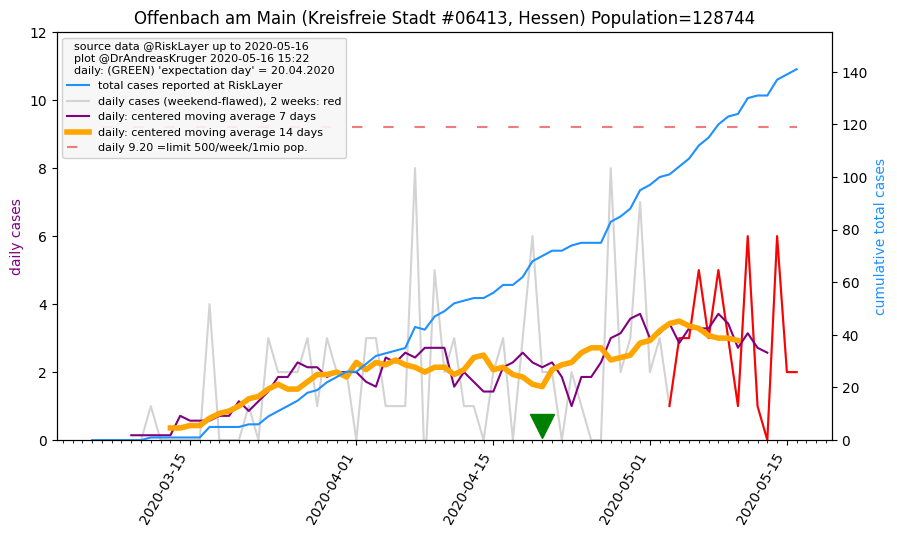 Offenbach am Main (Kreisfreie Stadt #06413, Hessen) Population=128744
source data @RiskLayer up to 2020-05-16
plot @DrAndreasKruger 2020-05-16 15:22
daily: (GREEN) 'expectation day' = 20.04.2020
total cases reported at RiskLayer
daily cases (weekend-flawed), 2 weeks: red
daily: centered moving average 7 days
daily: centered moving average 14 days
daily 9.20 =limit 500/week/1mio pop.
daily cases
12
10
8
6
4
2
0
140
120
100
80
60
40
20
0
cumulative total cases
2020-03-15
2020-04-01
2020-04-15
2020-05-01
2020-05-15